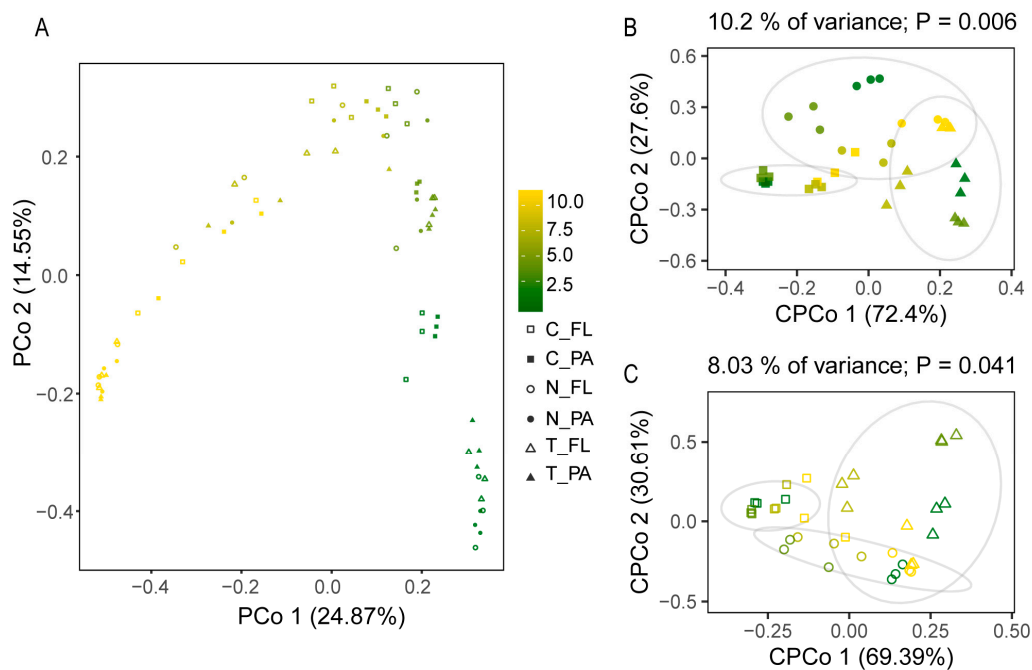 A
0.2
0.0
−0.2
−0.4
PCo 2 (14.55%)
−0.4
−0.2
0.0
0.2
PCo 1 (24.87%)
10.0
7.5
5.0
2.5
C_FL
C_PA
N_FL
N_PA
T_FL
T_PA
B
10.2 % of variance; P = 0.006
0.6
0.3
0.0
−0.3
−0.6
CPCo 2 (27.6%)
−0.4
−0.2
0.0
0.2
0.4
CPCo 1 (72.4%)
C
8.03 % of variance; P = 0.041
0.5
0.0
−0.5
CPCo 2 (30.61%)
−0.25
0.00
0.25
0.50
CPCo 1 (69.39%)